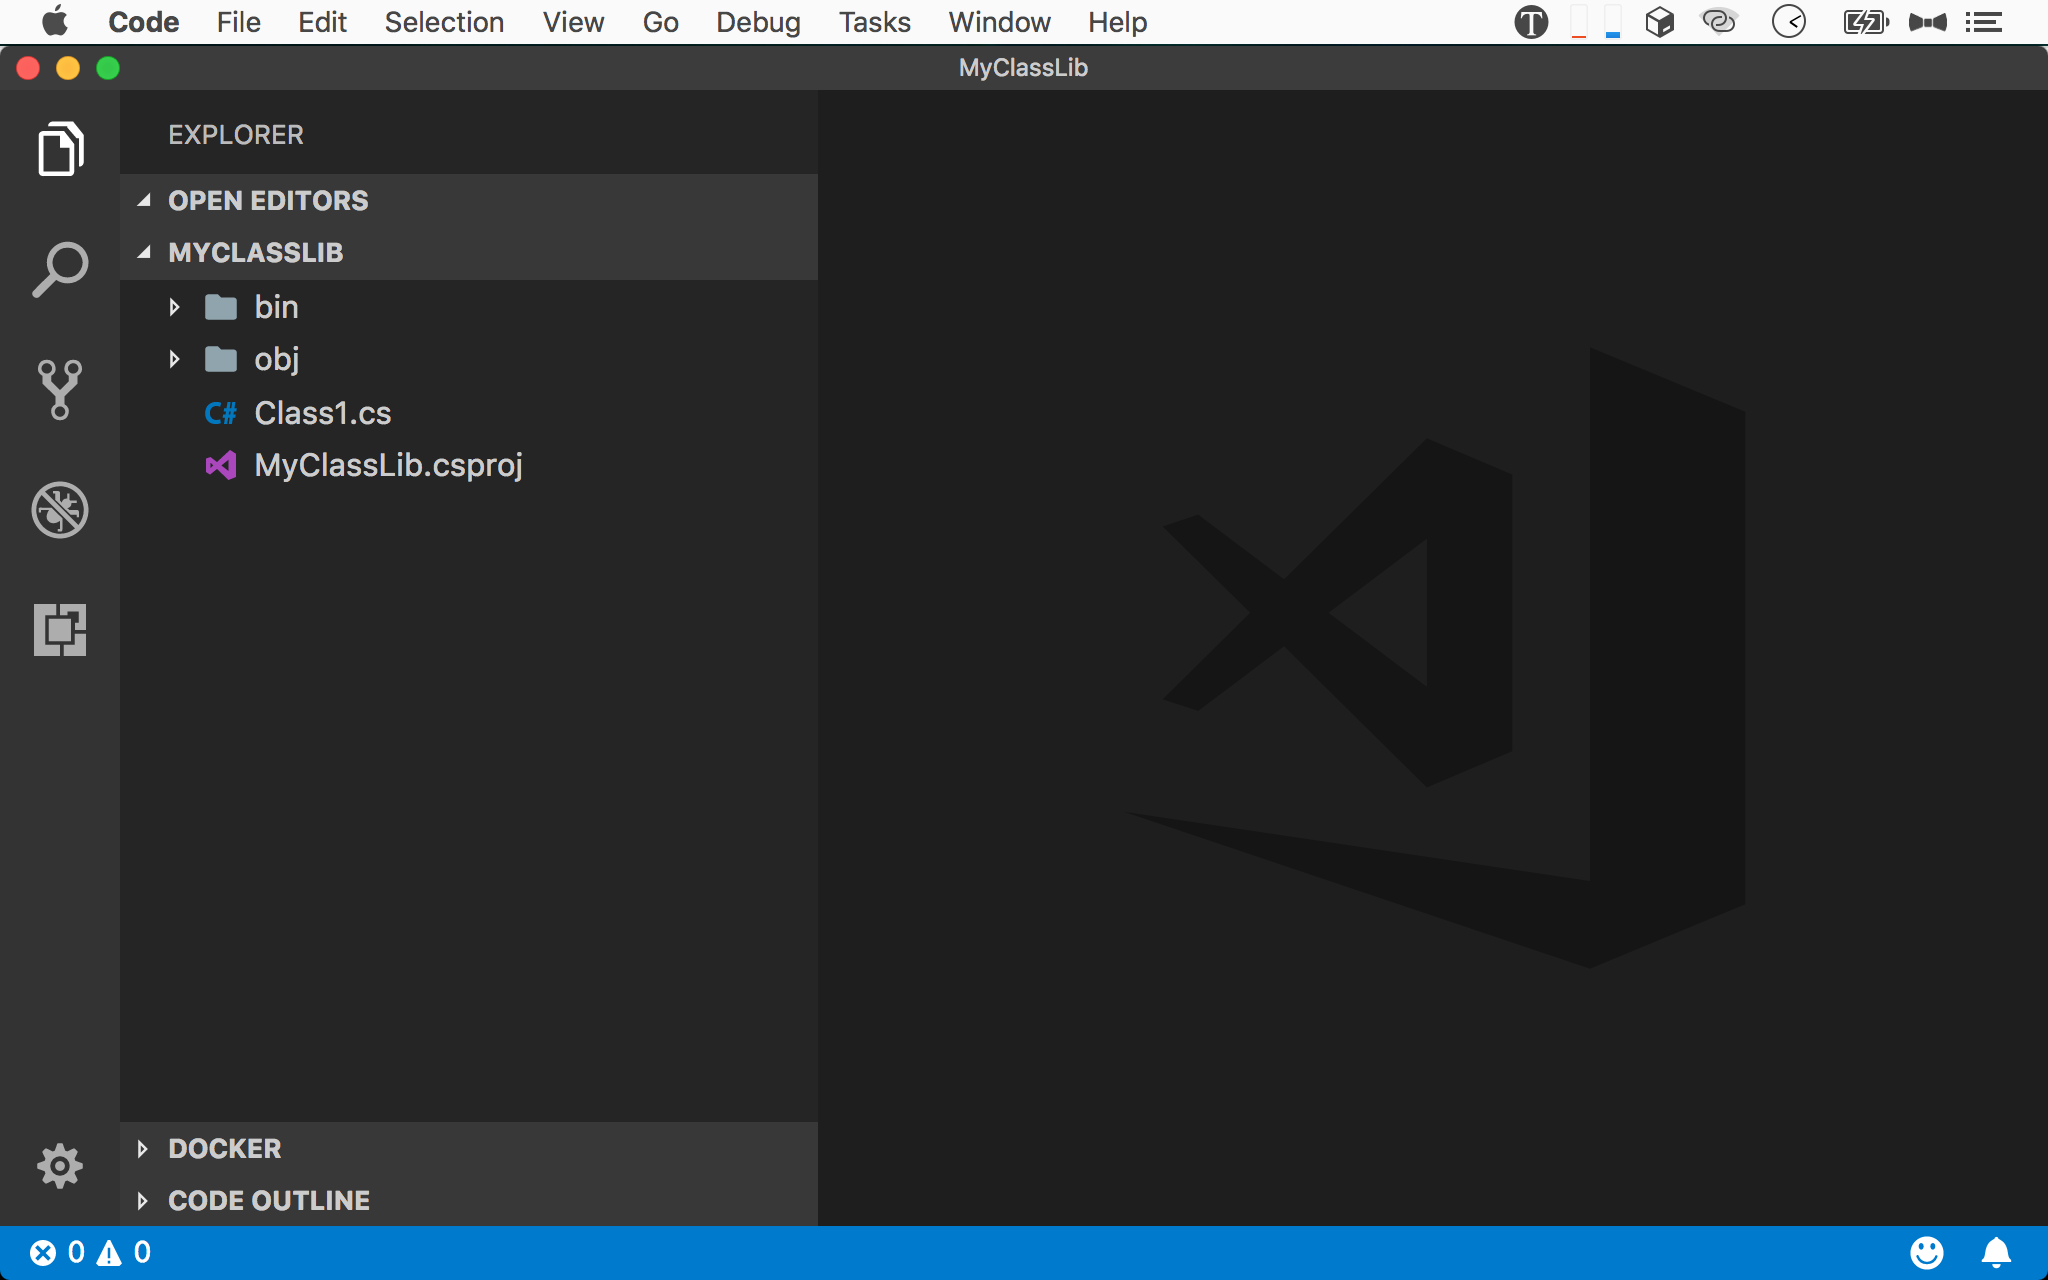 Code File Edit Selection View Go Debug Tasks Window Help
MyClassLib
EXPLORER
OPEN EDITORS
MYCLASSLIB
bin
obj
C# Class1.cs
MyClassLib.csproj
DOCKER
CODE OUTLINE
0 0